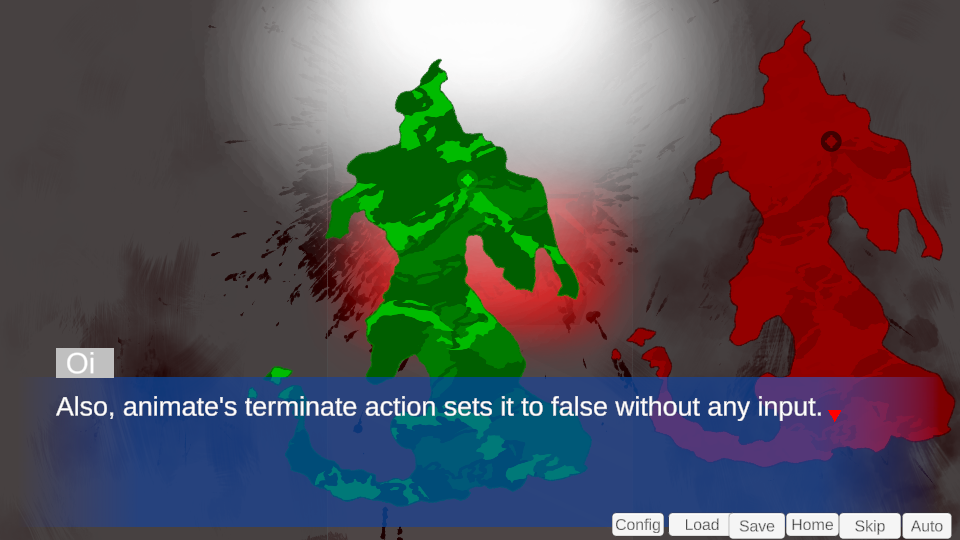 Oi
Also, animate's terminate action sets it to false without any input.
Config Load Save Home Skip Auto